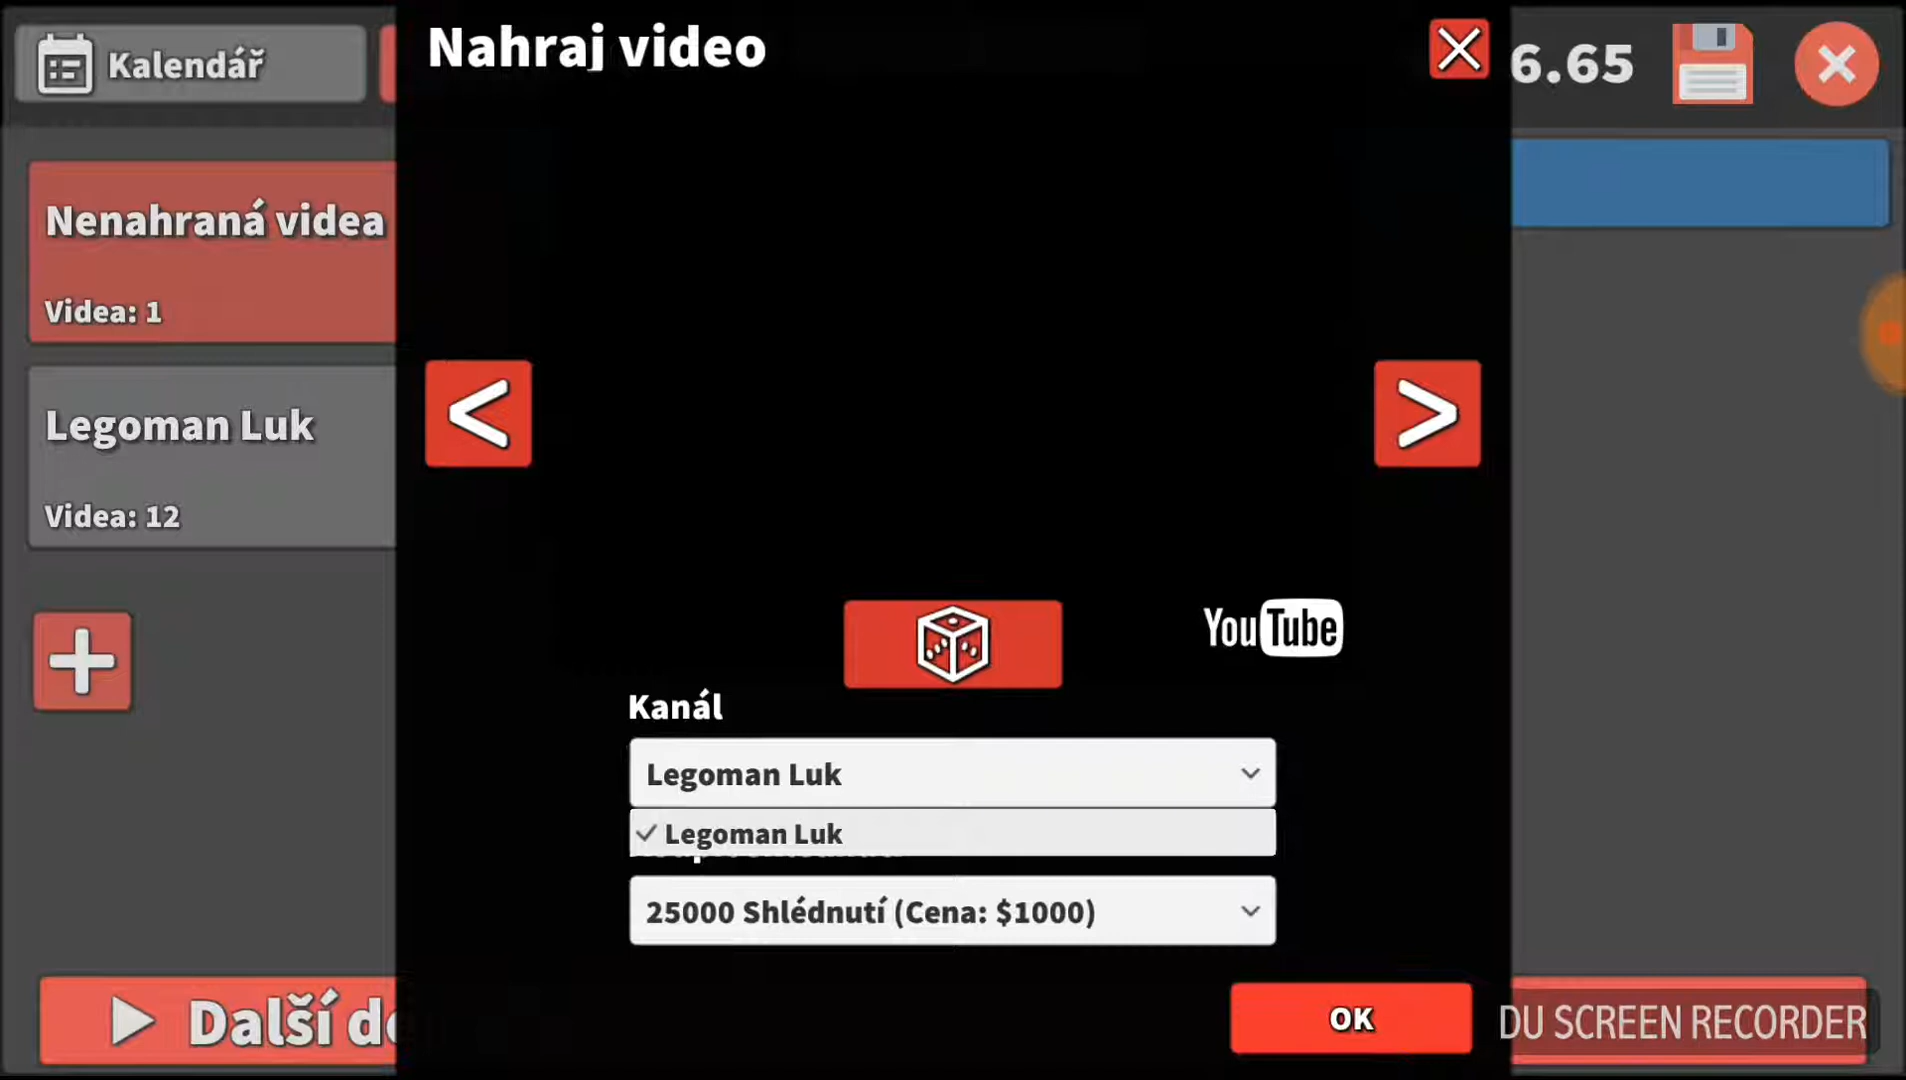 Kalendář
Nahraj video
6.65
Nenahraná videa
Videa: 1
Legoman Luk
Videa: 12
YouTube
Kanál
Legoman Luk
Legoman Luk
25000 Shlédnutí (Cena: $1000)
Další d
OK
DU SCREEN RECORDER